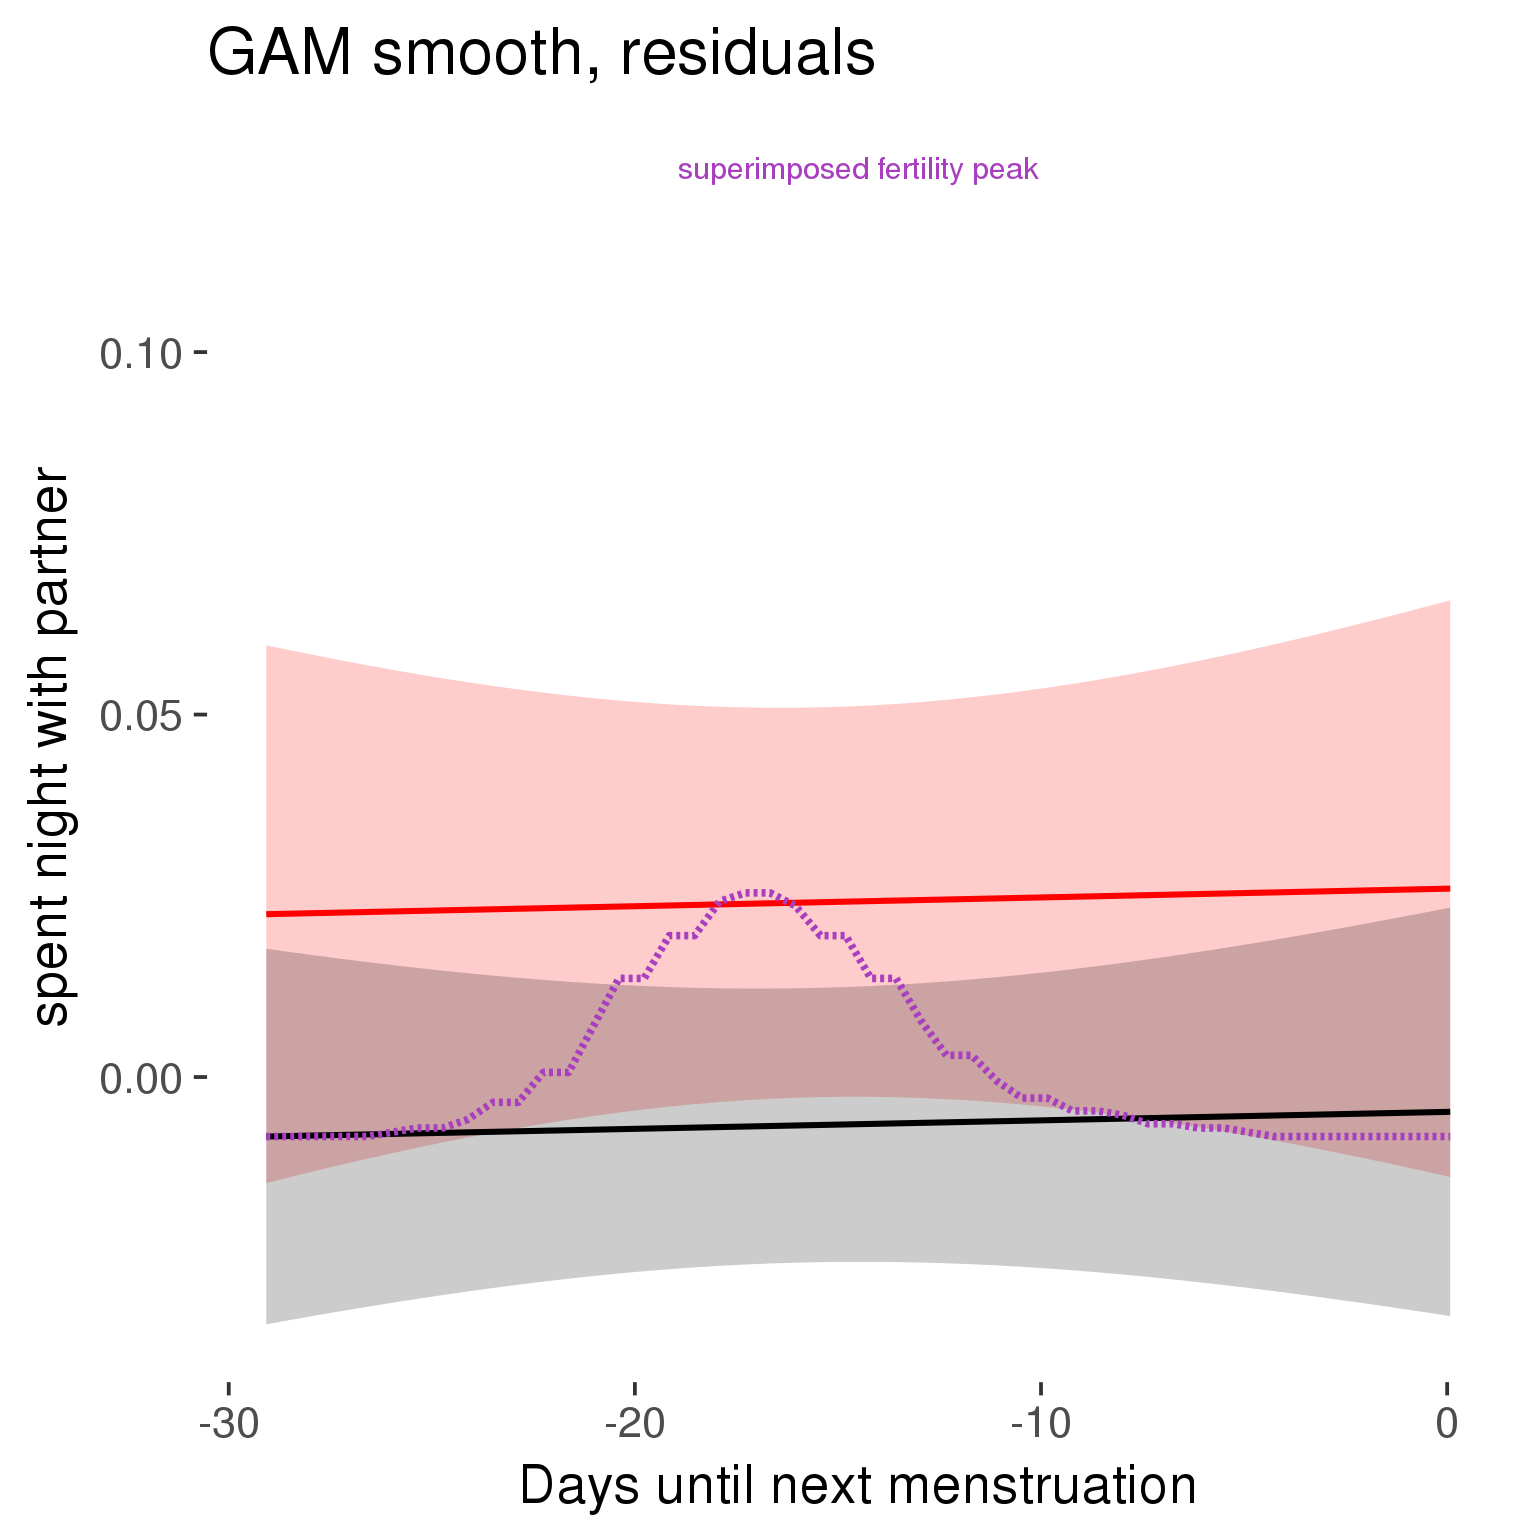 GAM smooth, residuals
superimposed fertility peak
spent night with partner
0.10
0.05
0.00
-30
-20
-10
0
Days until next menstruation